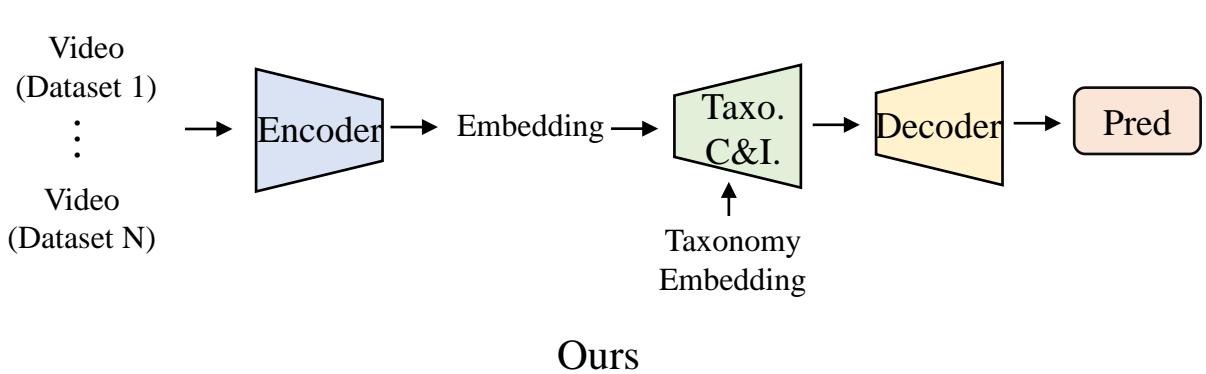 Video
(Dataset 1)
Video
(Dataset N)
Encoder
Embedding
Taxo.
C&I.
Taxonomy
Embedding
Decoder
Pred
Ours